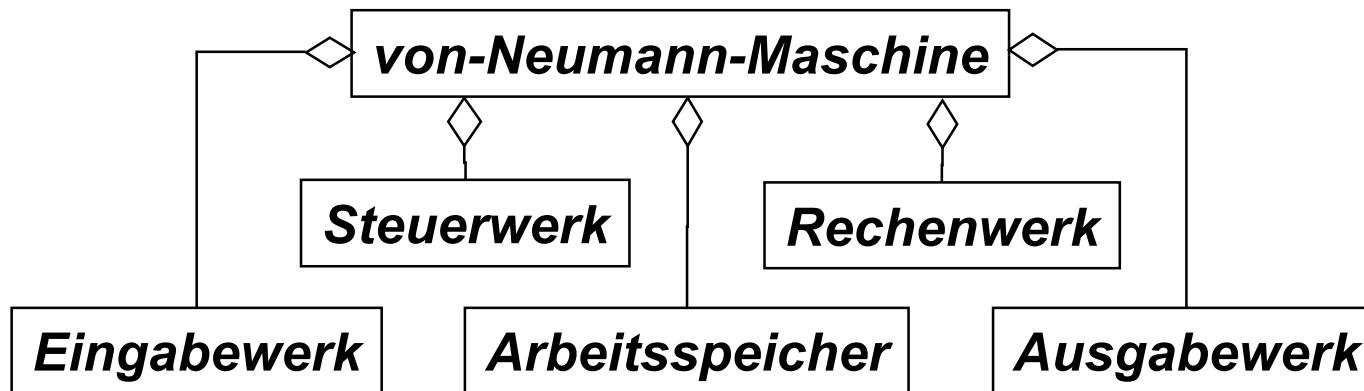 von-Neumann-Maschine
Steuerwerk
Rechenwerk
Eingabewerk
Arbeitsspeicher
Ausgabewerk